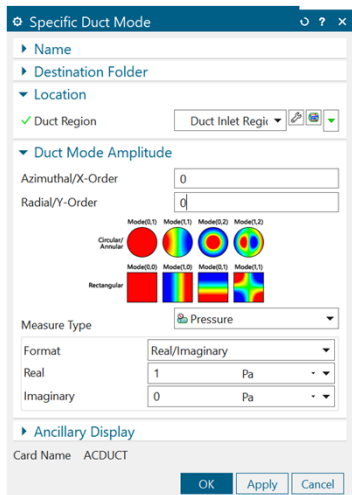 Specific Duct Mode
Name
Destination Folder
Location
Duct Region Duct Inlet Regic
Duct Mode Amplitude
Azimuthal/X-Order 0
Radial/Y-Order 0
Mode(0,1) Mode(1,1) Mode(0,2) Mode(1,2)
Circular/
Annular
Mode(0,0) Mode(1,0) Mode(0,1) Mode(1,1)
Rectangular
Measure Type Pressure
Format Real/Imaginary
Real 1 Pa
Imaginary 0 Pa
Ancillary Display
Card Name ACDUCT
OK Apply Cancel